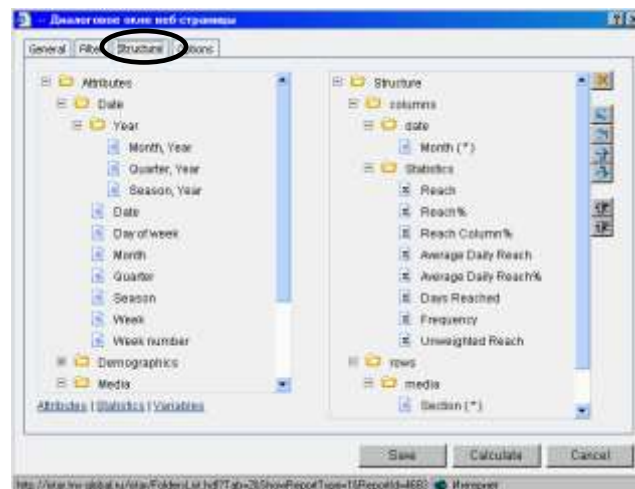 -- Диалоговое окно веб-страницы
General Filter Structure Options
Attributes
Date
Year
Month, Year
Quarter, Year
Season, Year
Date
Day of week
Month
Quarter
Season
Week
Week number
Demographics
Media
Attributes | Statistics | Variables
Structure
columns
date
Month (*)
Statistics
Reach
Reach%
Reach Column%
Average Daily Reach
Average Daily Reach%
Days Reached
Frequency
Unweighted Reach
rows
media
Section (*)
Save Calculate Cancel
Интернет